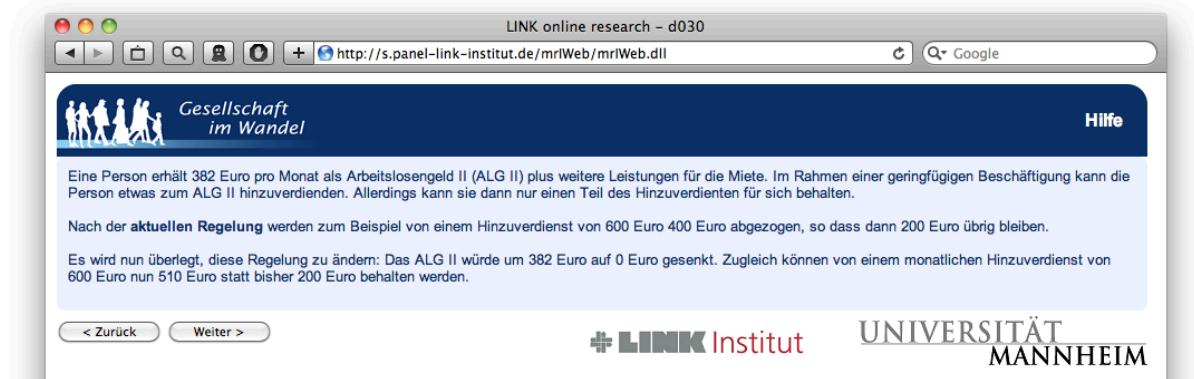 LINK online research – d030
http://s.panel-link-institut.de/mrlWeb/mrlWeb.dll
Google
Gesellschaft
im Wandel
Hilfe
Eine Person erhält 382 Euro pro Monat als Arbeitslosengeld II (ALG II) plus weitere Leistungen für die Miete. Im Rahmen einer geringfügigen Beschäftigung kann die
Person etwas zum ALG II hinzuverdienden. Allerdings kann sie dann nur einen Teil des Hinzuverdienten für sich behalten.
Nach der aktuellen Regelung werden zum Beispiel von einem Hinzuverdienst von 600 Euro 400 Euro abgezogen, so dass dann 200 Euro übrig bleiben.
Es wird nun überlegt, diese Regelung zu ändern: Das ALG II würde um 382 Euro auf 0 Euro gesenkt. Zugleich können von einem monatlichen Hinzuverdienst von
600 Euro nun 510 Euro statt bisher 200 Euro behalten werden.
< Zurück
Weiter >
LINK Institut
UNIVERSITÄT
MANNHEIM